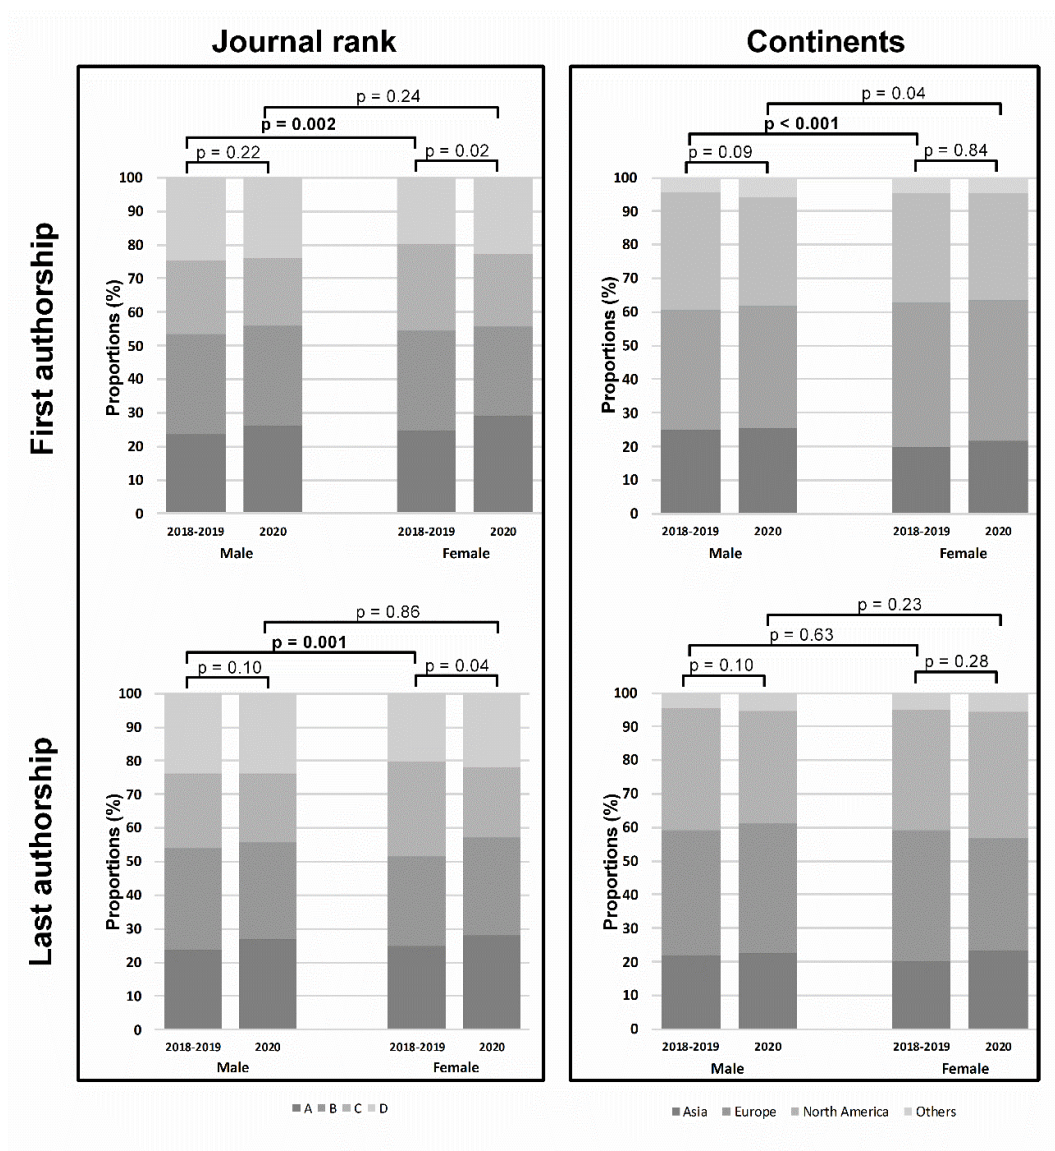 Journal rank
Continents
First authorship
p = 0.24
p = 0.002
p = 0.22
p = 0.02
Proportions (%)
100
90
80
70
60
50
40
30
20
10
0
2018-2019
2020
2018-2019
2020
Male
Female
p = 0.04
p < 0.001
p = 0.09
p = 0.84
Proportions (%)
100
90
80
70
60
50
40
30
20
10
0
2018-2019
2020
2018-2019
2020
Male
Female
Last authorship
p = 0.86
p = 0.001
p = 0.10
p = 0.04
Proportions (%)
100
90
80
70
60
50
40
30
20
10
0
2018-2019
2020
2018-2019
2020
Male
Female
A B C D
p = 0.23
p = 0.63
p = 0.10
p = 0.28
Proportions (%)
100
90
80
70
60
50
40
30
20
10
0
2018-2019
2020
2018-2019
2020
Male
Female
Asia Europe North America Others